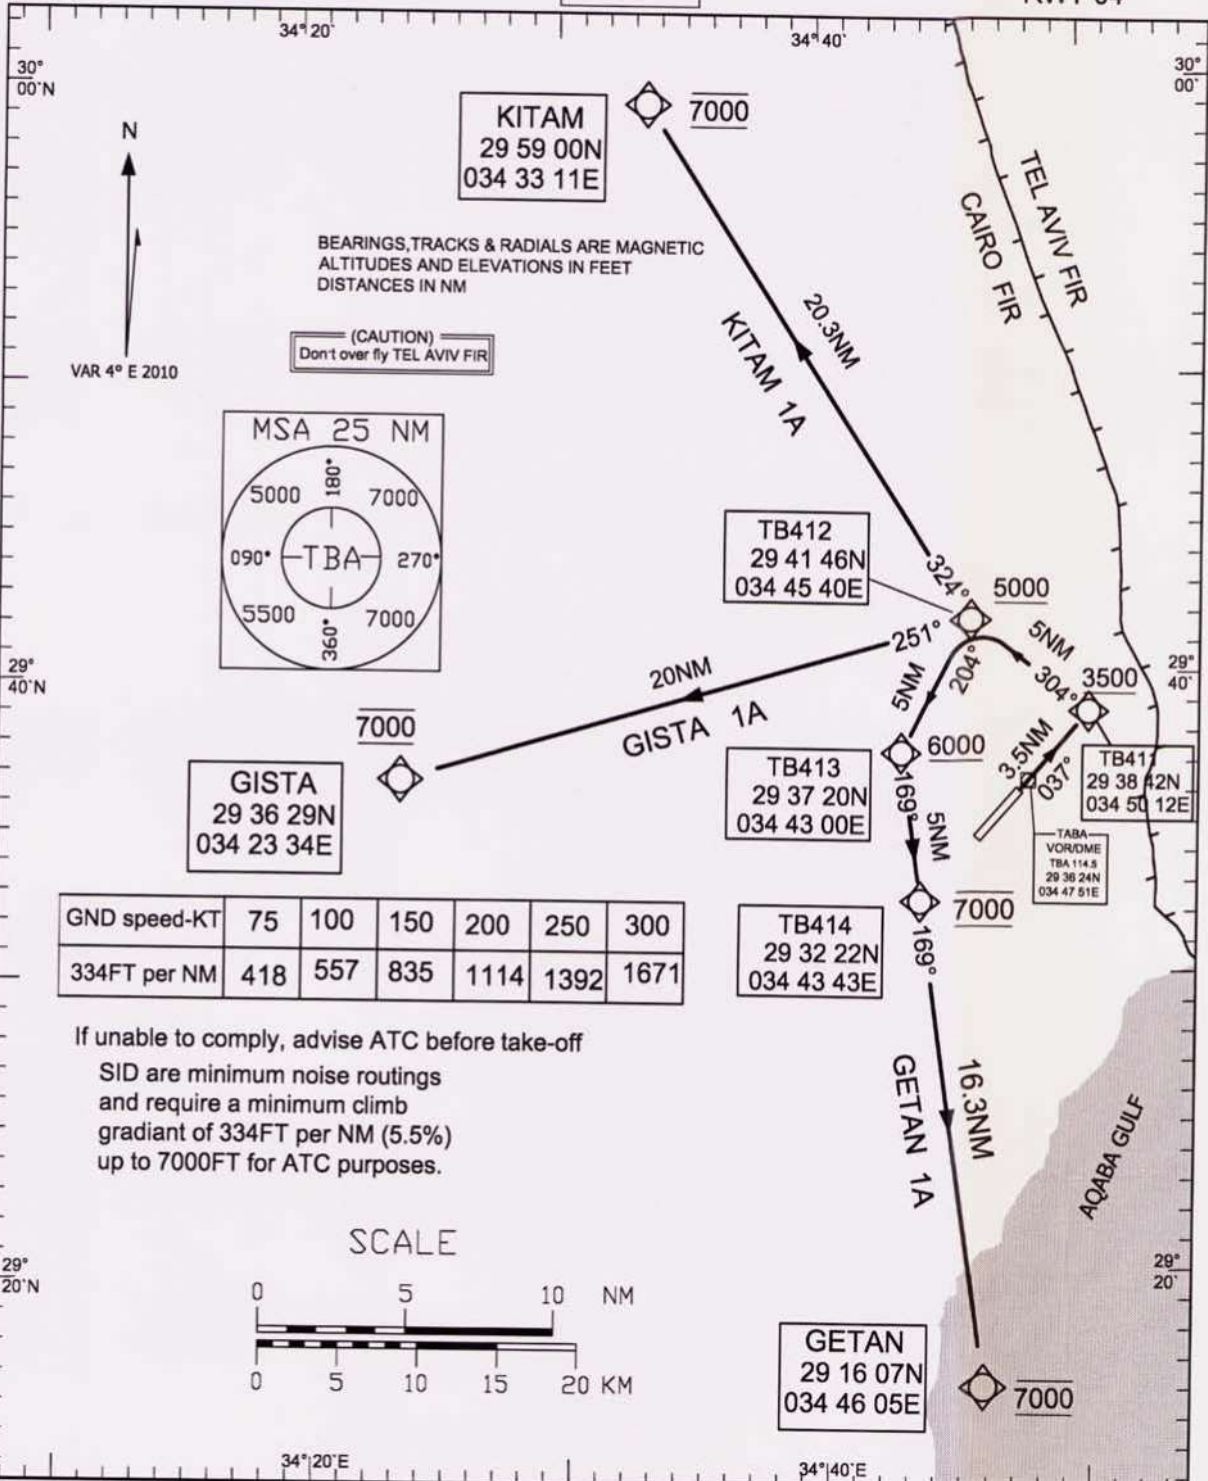 34°20'
34°40'
30°
00'N
30°
00'
N
VAR 4° E 2010
KITAM
29 59 00N
034 33 11E
7000
BEARINGS,TRACKS & RADIALS ARE MAGNETIC
ALTITUDES AND ELEVATIONS IN FEET
DISTANCES IN NM
(CAUTION)
Don't over fly TEL AVIV FIR
TEL AVIV FIR
CAIRO FIR
20.3NM
KITAM 1A
MSA 25 NM
180°
5000
7000
090°
TBA
270°
5500
7000
360°
TB412
29 41 46N
034 45 40E
324°
5000
251°
204°
5NM
304°
3500
29°
40'N
29°
40'
20NM
GISTA 1A
5NM
7000
GISTA
29 36 29N
034 23 34E
TB413
29 37 20N
034 43 00E
6000
3.5NM
037°
TB411
29 38 42N
034 50 12E
TABA
VOR/DME
TBA 114.5
29 36 24N
034 47 51E
169°
5NM
TB414
29 32 22N
034 43 43E
7000
169°
GND speed-KT 75 100 150 200 250 300
334FT per NM 418 557 835 1114 1392 1671
If unable to comply, advise ATC before take-off
SID are minimum noise routings
and require a minimum climb
gradiant of 334FT per NM (5.5%)
up to 7000FT for ATC purposes.
GETAN 1A
16.3NM
AQABA GULF
SCALE
0 5 10 NM
0 5 10 15 20 KM
29°
20'N
29°
20'
GETAN
29 16 07N
034 46 05E
7000
34°20'E
34°40'E